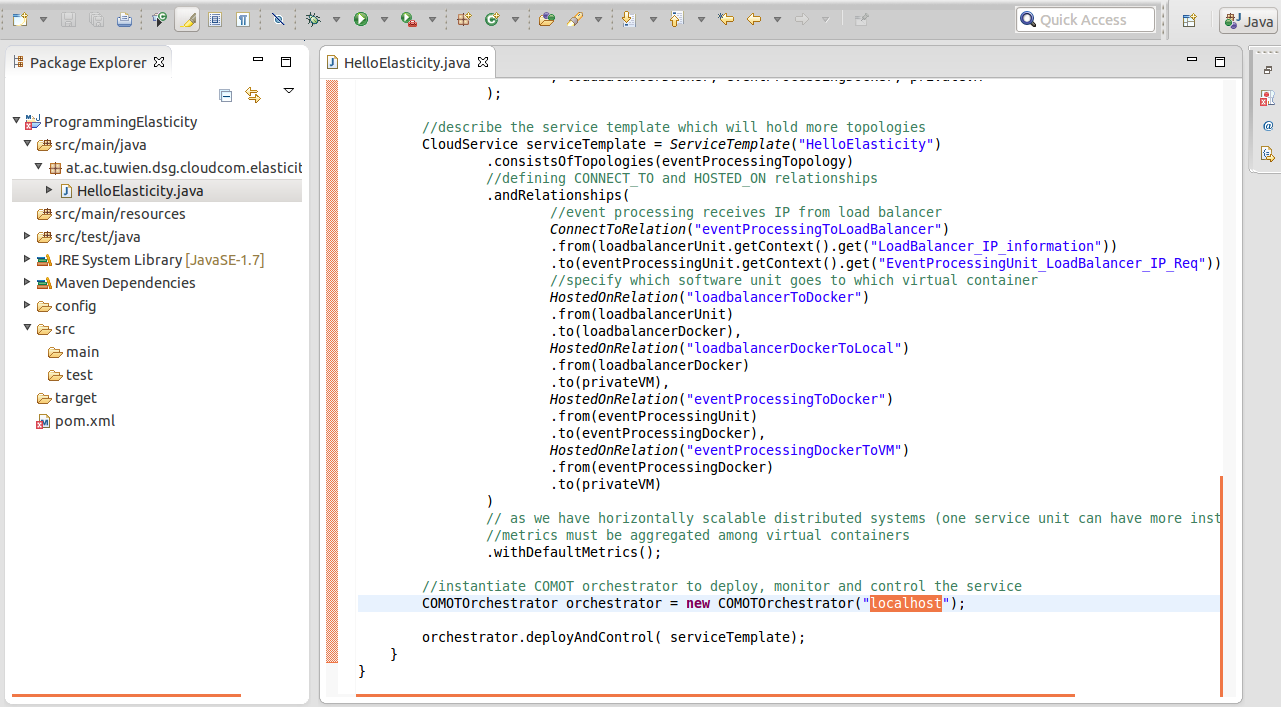 Quick Access
Java
Package Explorer
ProgrammingElasticity
src/main/java
at.ac.tuwien.dsg.cloudcom.elasticit
HelloElasticity.java
src/main/resources
src/test/java
JRE System Library [JavaSE-1.7]
Maven Dependencies
config
src
main
test
target
pom.xml
HelloElasticity.java
, loadbalancerDocker, eventProcessingDocker, privateVM
);
//describe the service template which will hold more topologies
CloudService serviceTemplate = ServiceTemplate("HelloElasticity")
.consistsOfTopologies(eventProcessingTopology)
//defining CONNECT_TO and HOSTED_ON relationships
.andRelationships(
//event processing receives IP from load balancer
ConnectToRelation("eventProcessingToLoadBalancer")
.from(loadbalancerUnit.getContext().get("LoadBalancer_IP_information"))
.to(eventProcessingUnit.getContext().get("EventProcessingUnit_LoadBalancer_IP_Req"))
//specify which software unit goes to which virtual container
HostedOnRelation("loadbalancerToDocker")
.from(loadbalancerUnit)
.to(loadbalancerDocker),
HostedOnRelation("loadbalancerDockerToLocal")
.from(loadbalancerDocker)
.to(privateVM),
HostedOnRelation("eventProcessingToDocker")
.from(eventProcessingUnit)
.to(eventProcessingDocker),
HostedOnRelation("eventProcessingDockerToVM")
.from(eventProcessingDocker)
.to(privateVM)
)
// as we have horizontally scalable distributed systems (one service unit can have more inst
//metrics must be aggregated among virtual containers
.withDefaultMetrics();
//instantiate COMOT orchestrator to deploy, monitor and control the service
COMOTOrchestrator orchestrator = new COMOTOrchestrator("localhost");
orchestrator.deployAndControl( serviceTemplate);
}
}